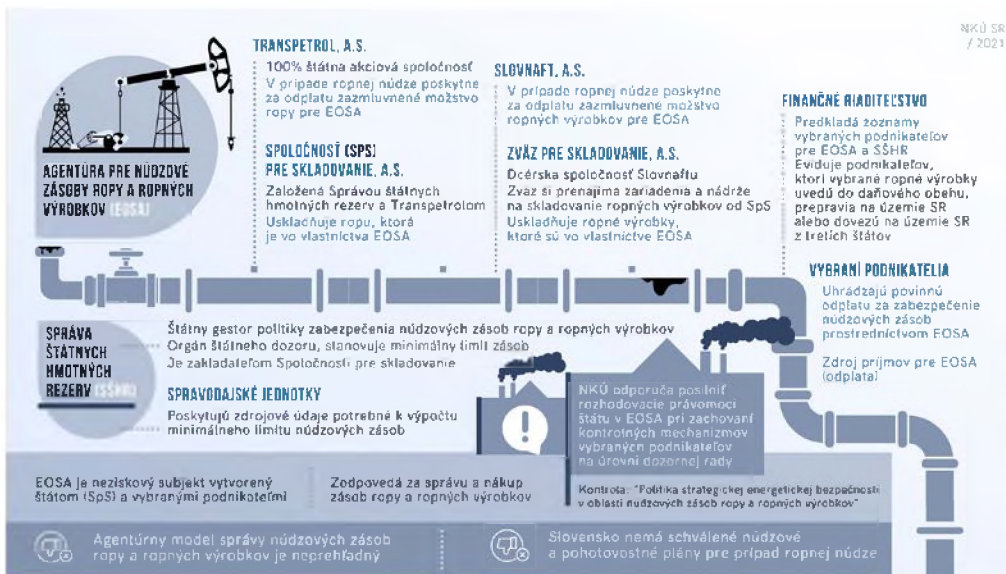 NKÚ SR
/ 2021
AGENTÚRA PRE NÚDZOVÉ
ZÁSOBY ROPY A ROPNÝCH
VÝROBKOV (EOSA)
TRANSPETROL, A.S.
100% štátna akciová spoločnosť
V prípade ropnej núdze poskytne
za odplatu zazmluvnené možstvo
ropy pre EOSA
SPOLOČNOSŤ (SPS)
PRE SKLADOVANIE, A.S.
Založená Správou štátnych
hmotných rezerv a Transpetrolom
Uskladňuje ropu, ktorá
je vo vlastníctva EOSA
SLOVNAFT, A.S.
V prípade ropnej núdze poskytne
za odplatu zazmluvnené možstvo
ropných výrobkov pre EOSA
ZVÄZ PRE SKLADOVANIE, A.S.
Dcérska spoločnosť Slovnaftu
Zväz si prenajíma zariadenia a nádrže
na skladovanie ropných výrobkov od SpS
Uskladňuje ropné výrobky,
ktoré sú vo vlastníctve EOSA
FINANČNÉ RIADITEĽSTVO
Predkladá zoznamy
vybraných podnikateľov
pre EOSA a SŠHR
Eviduje podnikateľov,
ktorí vybrané ropné výrobky
uvedú do daňového obehu,
prepravia na územie SR
alebo dovezú na územie SR
z tretích štátov
VYBRANÍ PODNIKATELIA
Uhrádzajú povinnú
odplatu za zabezpečenie
núdzových zásob
prostredníctvom EOSA
Zdroj príjmov pre EOSA
(odplata)
SPRÁVA
ŠTÁTNYCH
HMOTNÝCH
REZERV (SŠHR)
Štátny gestor politiky zabezpečenia núdzových zásob ropy a ropných výrobkov
Orgán štátneho dozoru, stanovuje minimálny limit zásob
Je zakladateľom Spoločnosti pre skladovanie
SPRAVODAJSKÉ JEDNOTKY
Poskytujú zdrojové údaje potrebné k výpočtu
minimálneho limitu núdzových zásob
NKÚ odporúča posilniť
rozhodovacie právomoci
štátu v EOSA pri zachovaní
kontrolných mechanizmov
vybraných podnikateľov
na úrovni dozornej rady
EOSA je neziskový subjekt vytvorený
štátom (SpS) a vybranými podnikateľmi
Zodpovedá za správu a nákup
zásob ropy a ropných výrobkov
Kontrola: "Politika strategickej energetickej bezpečnosti
v oblasti núdzových zásob ropy a ropných výrobkov"
Agentúrny model správy núdzových zásob
ropy a ropných výrobkov je neprehľadný
Slovensko nemá schválené núdzové
a pohotovostné plány pre prípad ropnej núdze